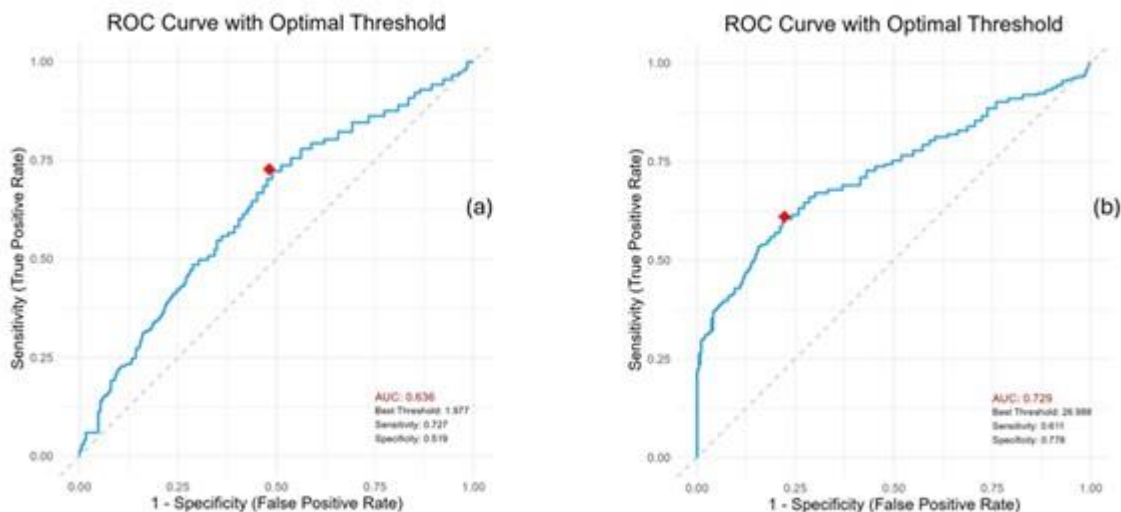 ROC Curve with Optimal Threshold
1.00
0.75
0.50
0.25
0.00
Sensitivity (True Positive Rate)
(a)
AUC: 0.636
Best Threshold: 1.977
Sensitivity: 0.727
Specificity: 0.519
0.00
0.25
0.50
0.75
1.00
1 - Specificity (False Positive Rate)
ROC Curve with Optimal Threshold
1.00
0.75
0.50
0.25
0.00
Sensitivity (True Positive Rate)
(b)
AUC: 0.729
Best Threshold: 26.988
Sensitivity: 0.611
Specificity: 0.778
0.00
0.25
0.50
0.75
1.00
1 - Specificity (False Positive Rate)